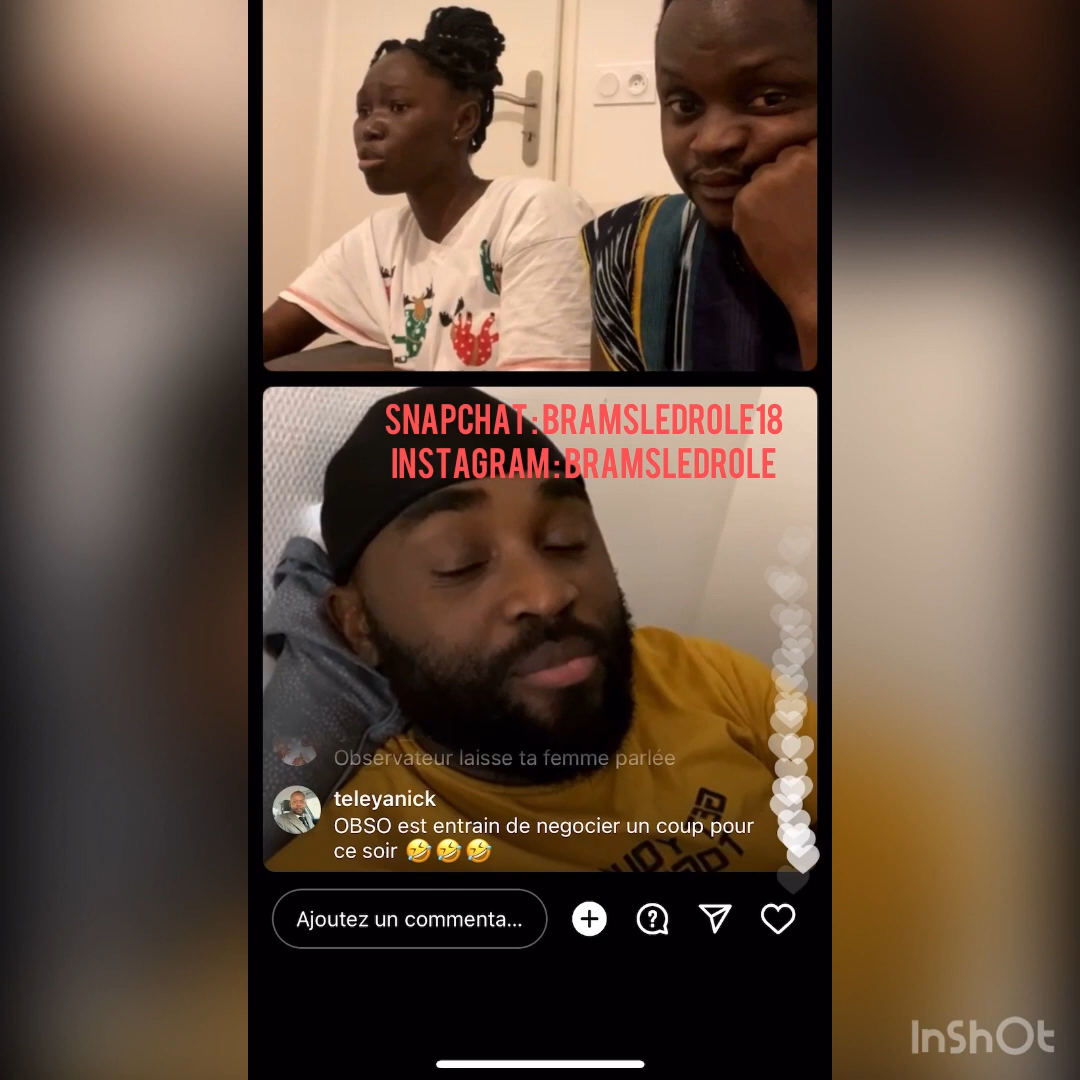 SNAPCHAT : BRAMSLEDROLE18
INSTAGRAM : BRAMSLEDROLE
Observateur laisse ta femme parlée
teleyanick
OBSO est entrain de negocier un coup pour
ce soir 🤣🤣🤣
Ajoutez un commenta...
InShOt